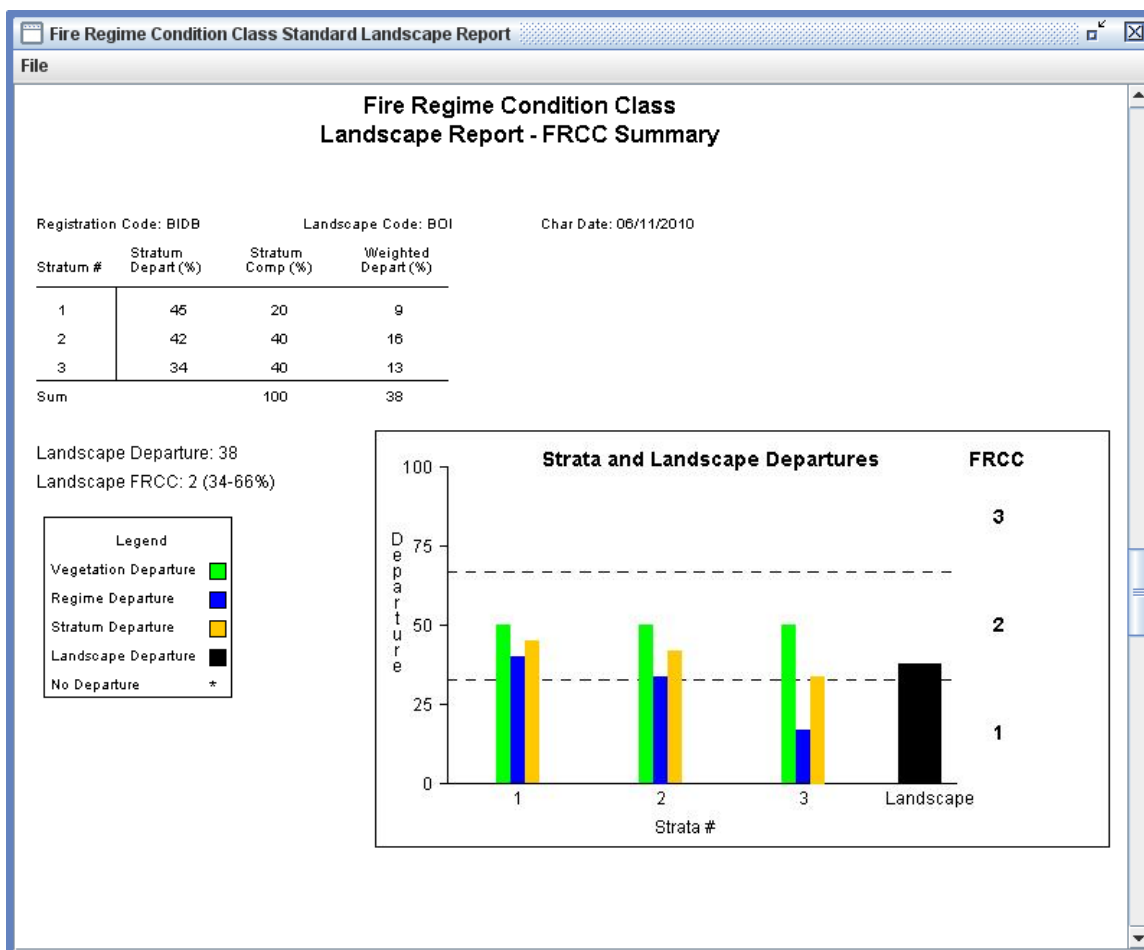 Fire Regime Condition Class Standard Landscape Report
File
Fire Regime Condition Class
Landscape Report - FRCC Summary
Registration Code: BIDB Landscape Code: BOI Char Date: 06/11/2010
Stratum # Stratum Depart (%) Stratum Comp (%) Weighted Depart (%)
1 45 20 9
2 42 40 16
3 34 40 13
Sum 100 38
Landscape Departure: 38
Landscape FRCC: 2 (34-66%)
Legend
Vegetation Departure
Regime Departure
Stratum Departure
Landscape Departure
No Departure *
Strata and Landscape Departures
FRCC
Departure
100
75
50
25
0
3
2
1
1 2 3 Landscape
Strata #